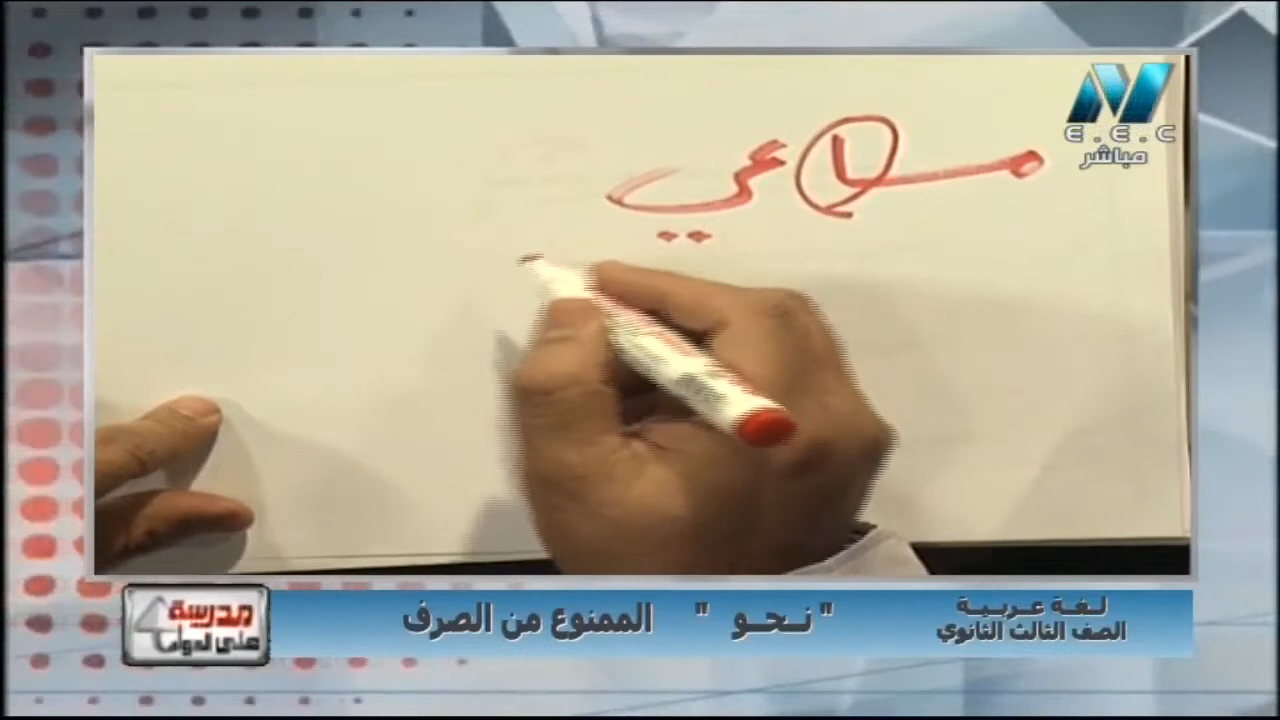 E.E.C
مباشر
مساعي
لغة عربية
الصف الثالث الثانوي
"نحو" الممنوع من الصرف
مدرسة
على الهواء